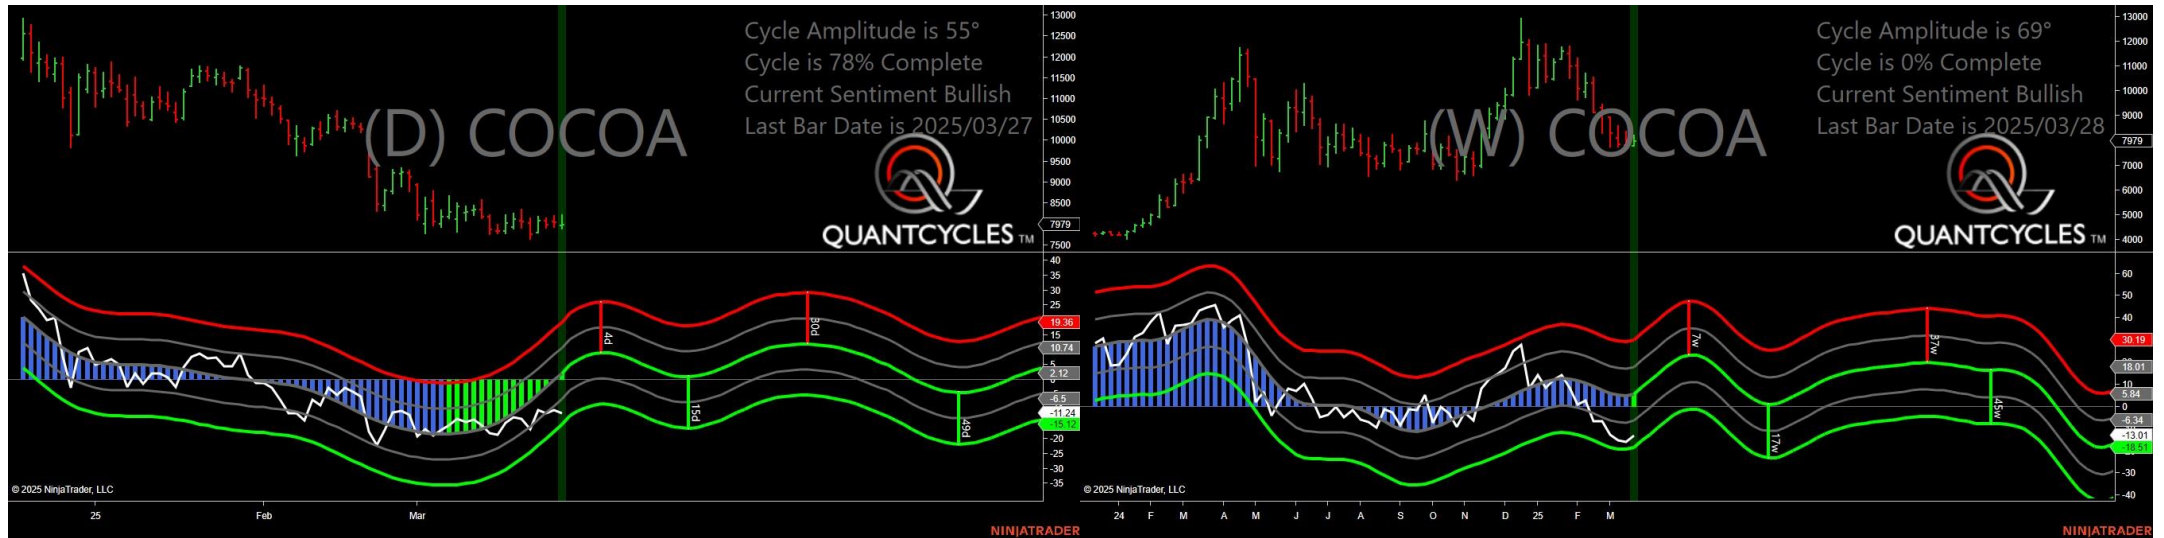 Cycle Amplitude is 55°
Cycle is 78% Complete
Current Sentiment Bullish
Last Bar Date is 2025/03/27
(D) COCOA
QUANTCYCLES TM
13000
12500
12000
11500
11000
10500
10000
9500
9000
8500
7979
7500
40
35
30
25
19.36
15
10.74
5
2.12
-6.5
-11.24
-15.12
-20
-25
-30
-35
4d
15d
30d
49d
© 2025 NinjaTrader, LLC
25 Feb Mar
NINJATRADER
Cycle Amplitude is 69°
Cycle is 0% Complete
Current Sentiment Bullish
Last Bar Date is 2025/03/28
(W) COCOA
QUANTCYCLES TM
13000
12000
11000
10000
9000
7979
7000
6000
5000
4000
60
50
40
30.19
18.01
10
5.84
0
-6.34
-13.01
-18.51
-30
-40
7w
17w
37w
45w
© 2025 NinjaTrader, LLC
24 F M A M J J A S O N D 25 F M
NINJATRADER